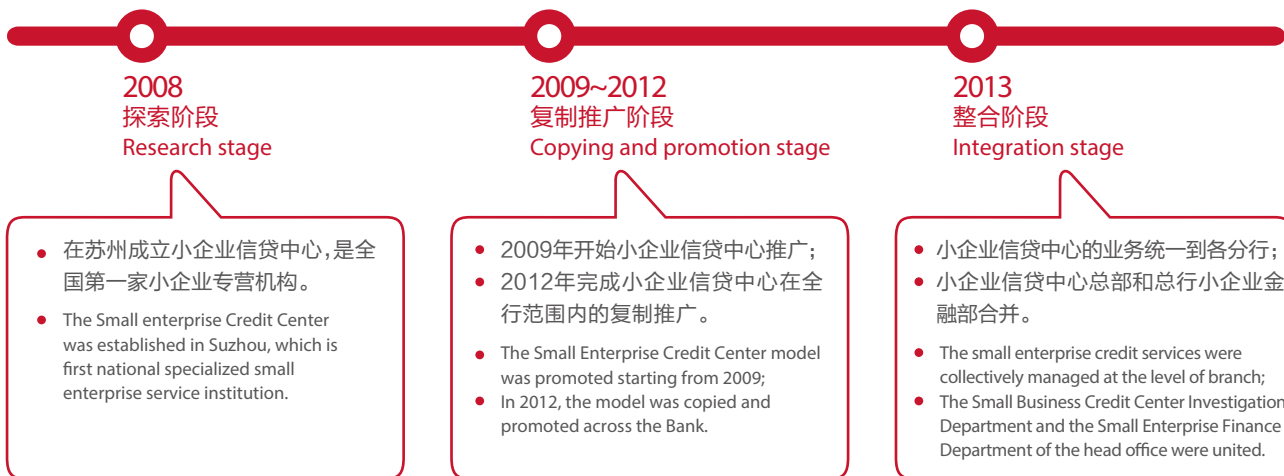 2008
探索阶段
Research stage
在苏州成立小企业信贷中心，是全
国第一家小企业专营机构。
The Small enterprise Credit Center
was established in Suzhou, which is
first national specialized small
enterprise service institution.
2009~2012
复制推广阶段
Copying and promotion stage
2009年开始小企业信贷中心推广；
2012年完成小企业信贷中心在全
行范围内的复制推广。
The Small Enterprise Credit Center model
was promoted starting from 2009;
In 2012, the model was copied and
promoted across the Bank.
2013
整合阶段
Integration stage
小企业信贷中心的业务统一到各分行；
小企业信贷中心总部和总行小企业金
融部合并。
The small enterprise credit services were
collectively managed at the level of branch;
The Small Business Credit Center Investigation
Department and the Small Enterprise Finance
Department of the head office were united.